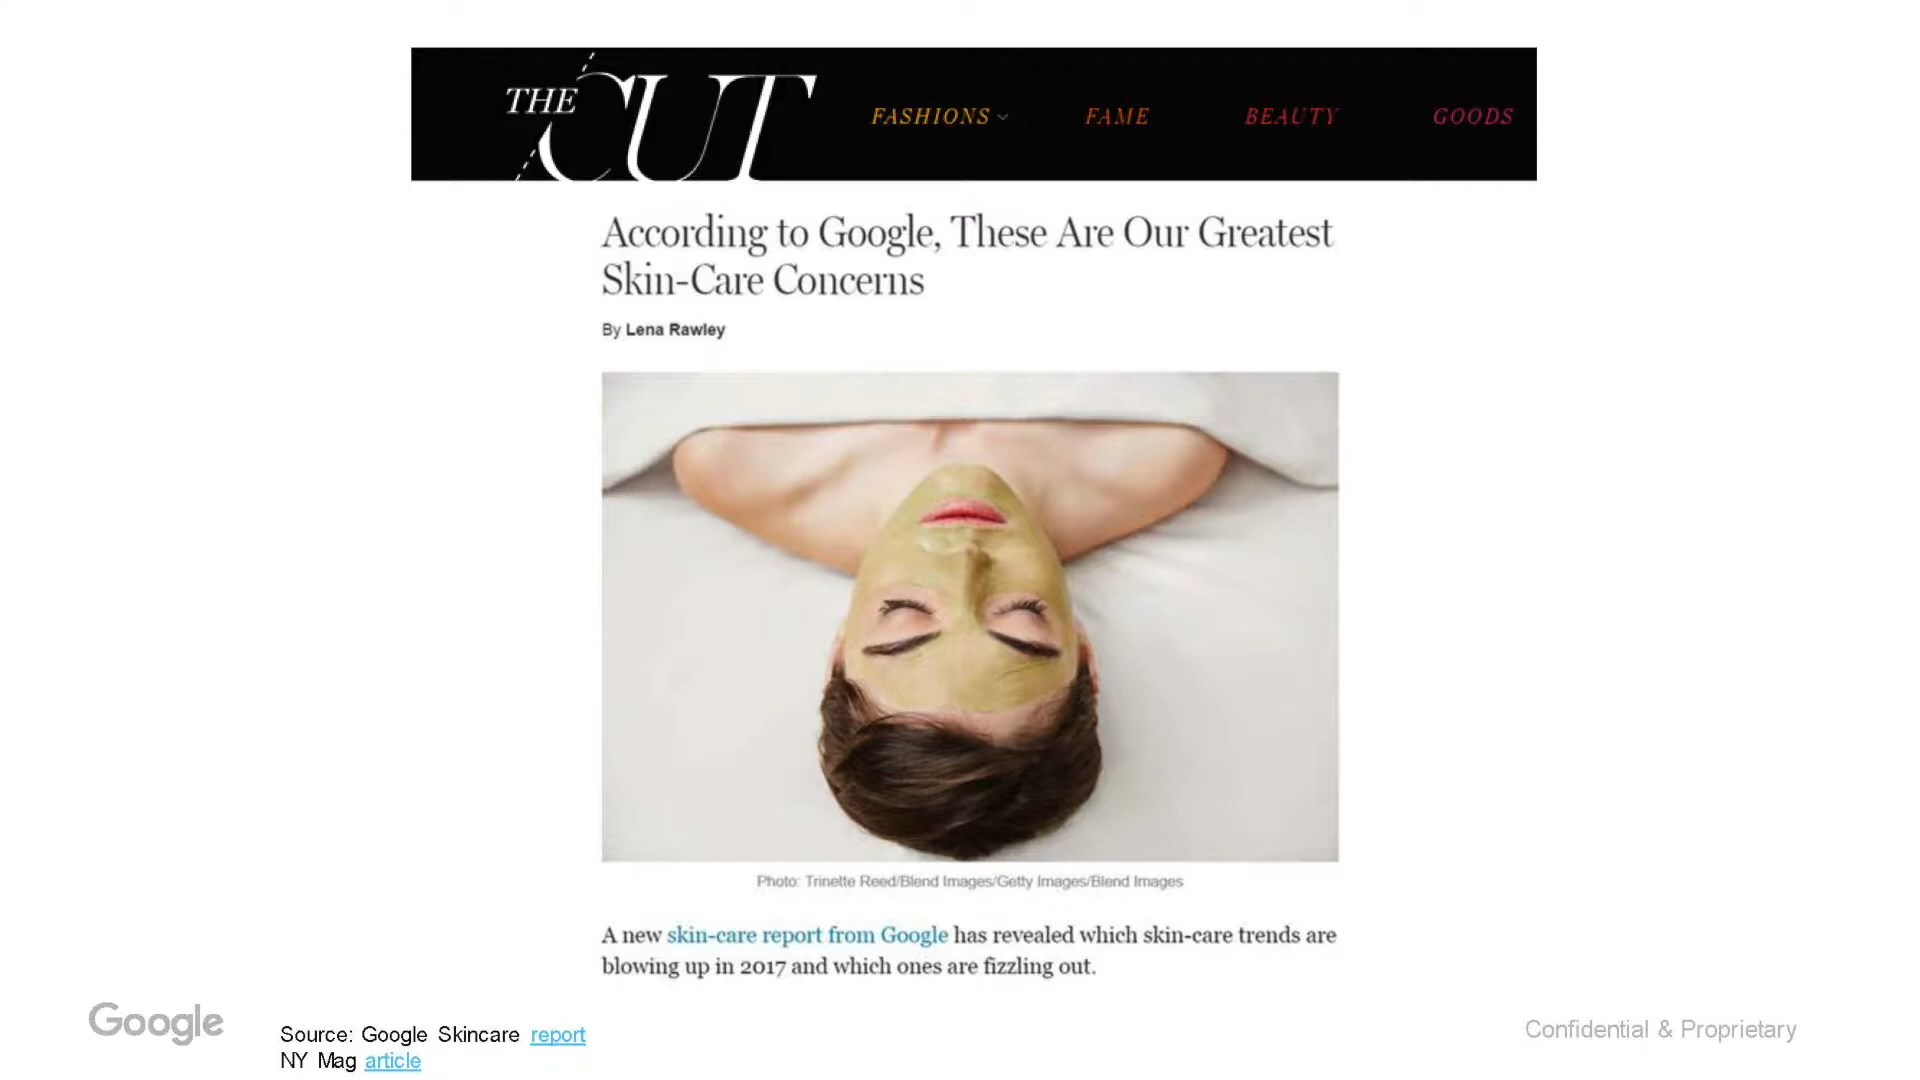 THE CUT
FASHIONS FAME BEAUTY GOODS
According to Google, These Are Our Greatest
Skin-Care Concerns
By Lena Rawley
Photo: Trinette Reed/Blend Images/Getty Images/Blend Images
A new skin-care report from Google has revealed which skin-care trends are
blowing up in 2017 and which ones are fizzling out.
Google
Source: Google Skincare report
NY Mag article
Confidential & Proprietary